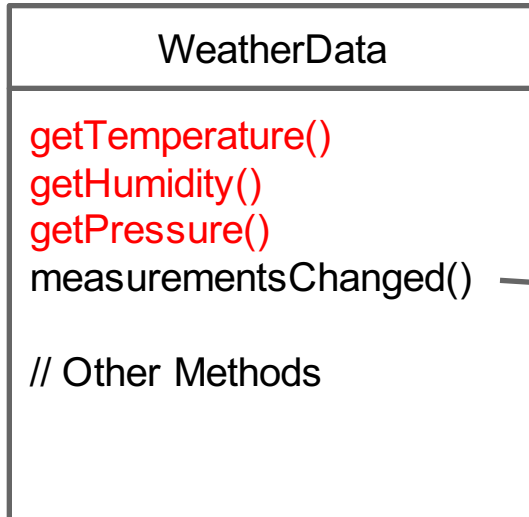 WeatherData
getTemperature()
getHumidity()
getPressure()
measurementsChanged()
// Other Methods